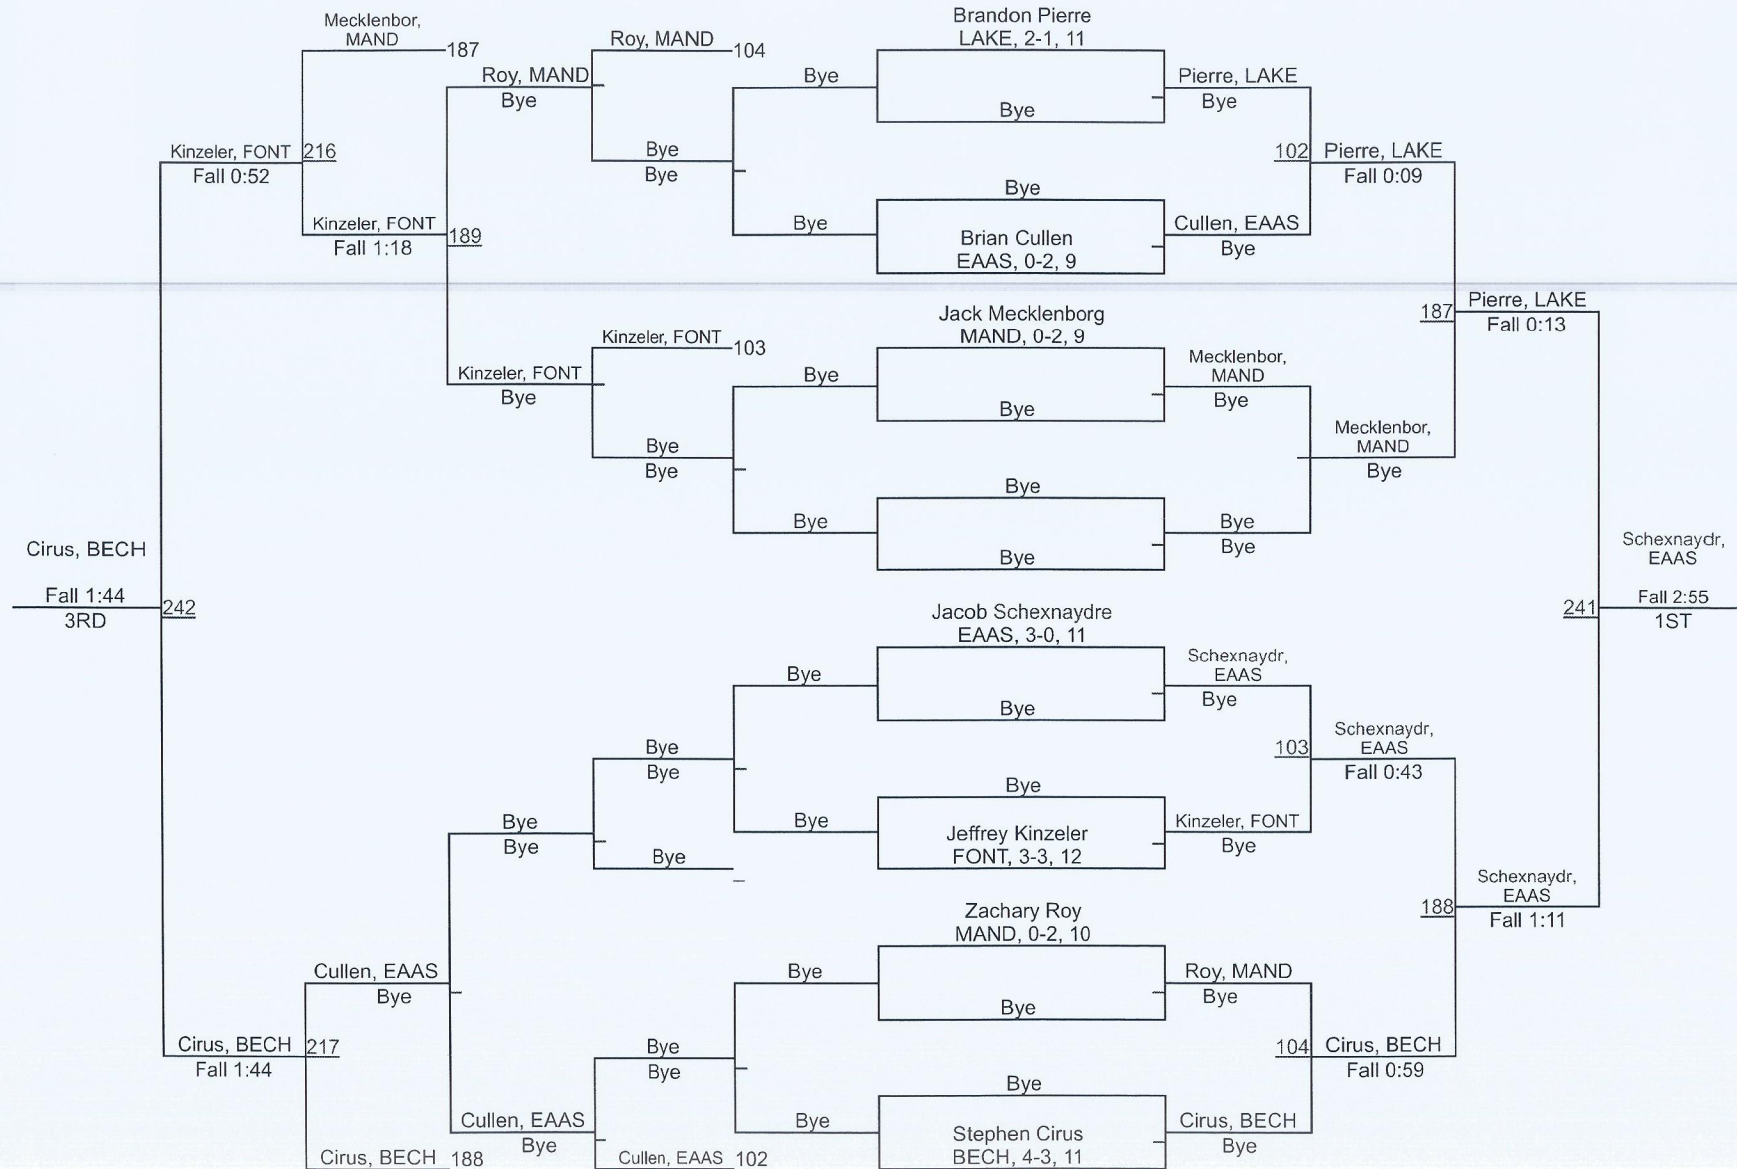 Mecklenbor,
MAND
187
Roy, MAND
104
Brandon Pierre
LAKE, 2-1, 11
Roy, MAND
Bye
Bye
Bye
Pierre, LAKE
Bye
Kinzeler, FONT
216
Fall 0:52
Bye
Bye
102
Pierre, LAKE
Fall 0:09
Kinzeler, FONT
189
Fall 1:18
Bye
Bye
Brian Cullen
EAAS, 0-2, 9
Cullen, EAAS
Bye
Jack Mecklenborg
MAND, 0-2, 9
187
Pierre, LAKE
Fall 0:13
Kinzeler, FONT
103
Kinzeler, FONT
Bye
Bye
Bye
Mecklenbor,
MAND
Bye
Bye
Bye
Mecklenbor,
MAND
Bye
Bye
Bye
Bye
Bye
Bye
Cirus, BECH
Fall 1:44
3RD
242
Schexnaydr,
EAAS
241
Fall 2:55
1ST
Jacob Schexnaydre
EAAS, 3-0, 11
Bye
Bye
Schexnaydr,
EAAS
Bye
Bye
Bye
103
Schexnaydr,
EAAS
Fall 0:43
Bye
Bye
Bye
Bye
Bye
Jeffrey Kinzeler
FONT, 3-3, 12
Kinzeler, FONT
Bye
188
Schexnaydr,
EAAS
Fall 1:11
Zachary Roy
MAND, 0-2, 10
Cullen, EAAS
Bye
Bye
Bye
Roy, MAND
Bye
Cirus, BECH
217
Fall 1:44
Bye
Bye
104
Cirus, BECH
Fall 0:59
Cullen, EAAS
Bye
Bye
Bye
Stephen Cirus
BECH, 4-3, 11
Cirus, BECH
Bye
Cirus, BECH
188
Cullen, EAAS
102